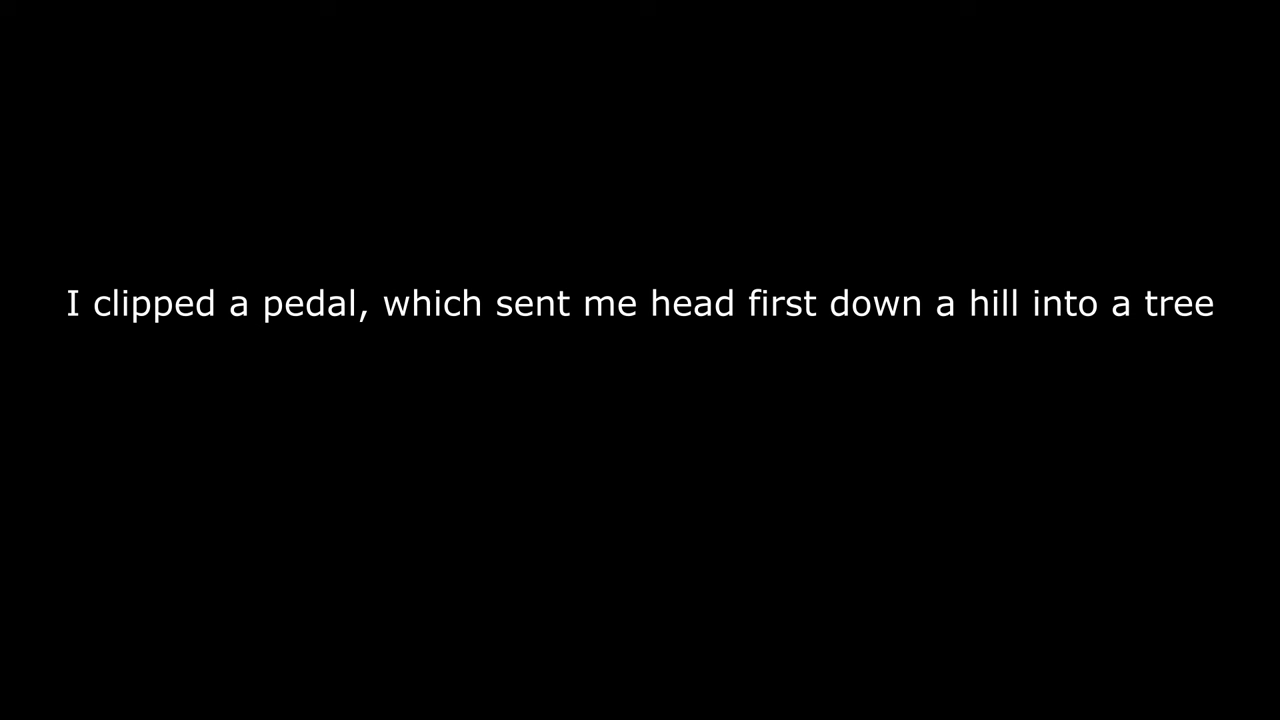 I clipped a pedal, which sent me head first down a hill into a tree